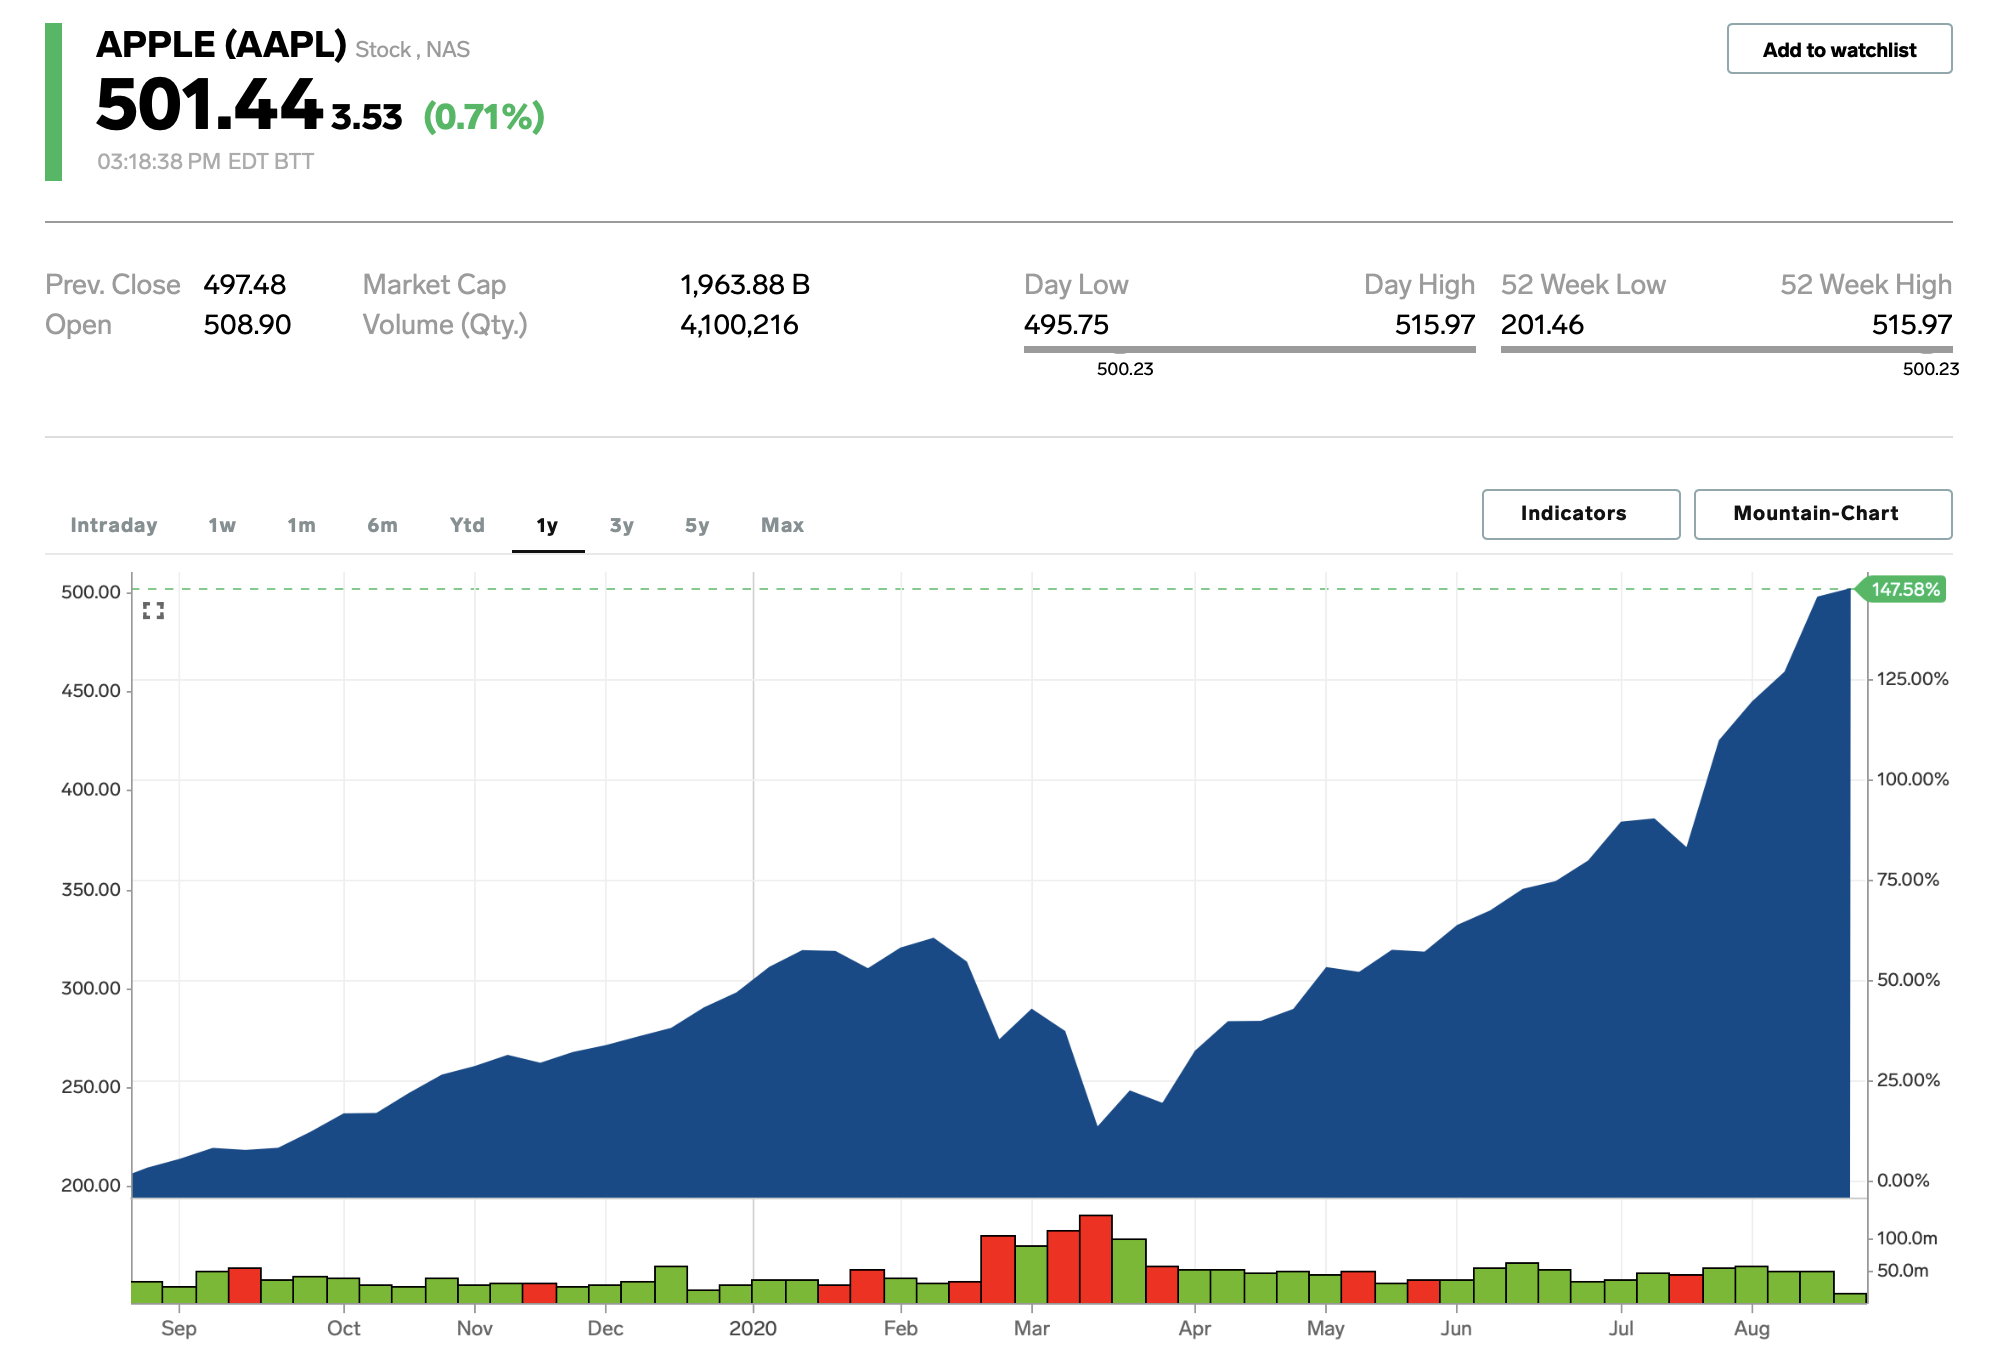 APPLE (AAPL) Stock , NAS
Add to watchlist
501.44 3.53 (0.71%)
03:18:38 PM EDT BTT
Prev. Close 497.48 Market Cap 1,963.88 B Day Low Day High 52 Week Low 52 Week High
Open 508.90 Volume (Qty.) 4,100,216 495.75 515.97 201.46 515.97
500.23 500.23
Intraday 1w 1m 6m Ytd 1y 3y 5y Max Indicators Mountain-Chart
500.00 147.58%
450.00 125.00%
400.00 100.00%
350.00 75.00%
300.00 50.00%
250.00 25.00%
200.00 0.00%
100.0m
50.0m
Sep Oct Nov Dec 2020 Feb Mar Apr May Jun Jul Aug